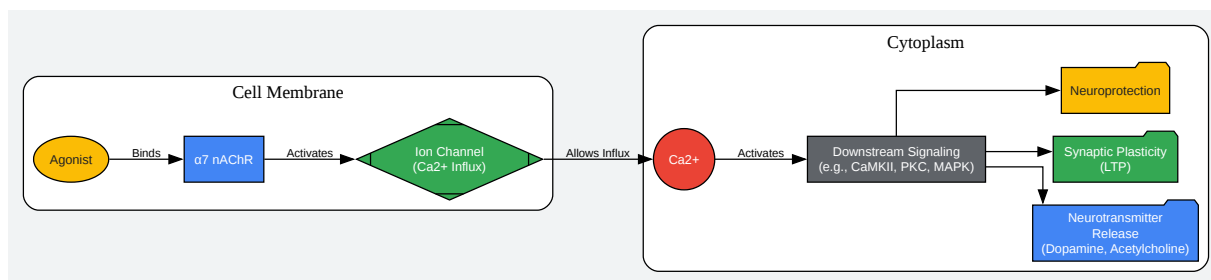 Cell Membrane
Agonist
Binds
α7 nAChR
Activates
Ion Channel
(Ca2+ Influx)
Allows Influx
Cytoplasm
Ca2+
Activates
Downstream Signaling
(e.g., CaMKII, PKC, MAPK)
Neuroprotection
Synaptic Plasticity
(LTP)
Neurotransmitter
Release
(Dopamine, Acetylcholine)